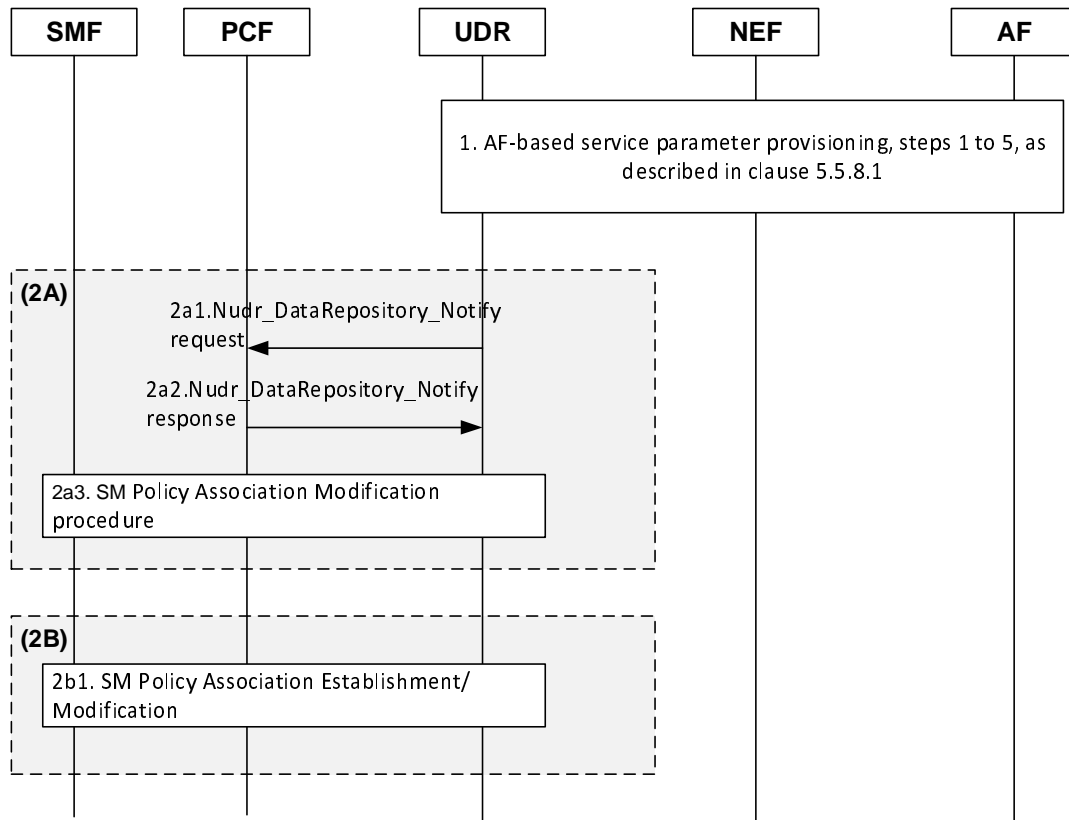 SMF PCF UDR NEF AF
1. AF-based service parameter provisioning, steps 1 to 5, as
described in clause 5.5.8.1
(2A)
2a1.Nudr_DataRepository_Notify
request
2a2.Nudr_DataRepository_Notify
response
2a3. SM Policy Association Modification
procedure
(2B)
2b1. SM Policy Association Establishment/
Modification